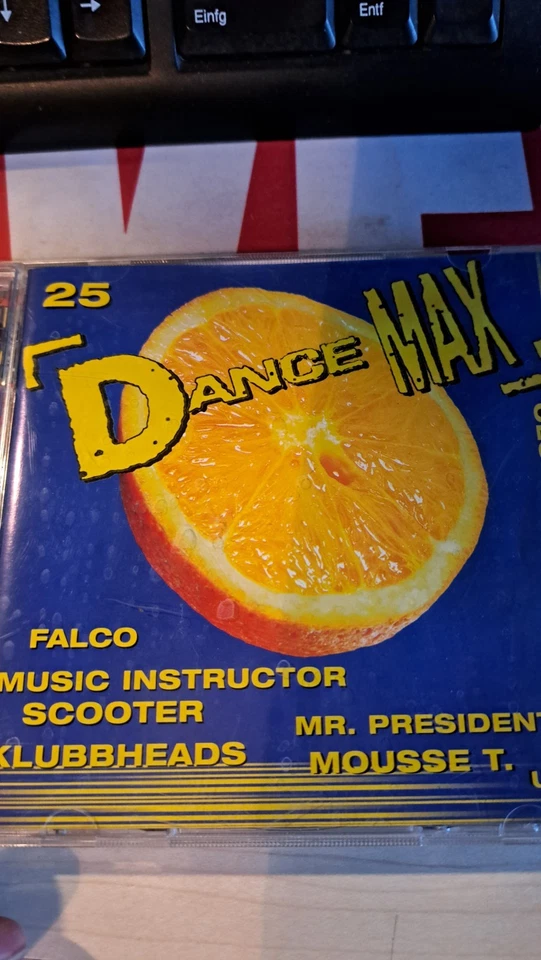 Einfg
Entf
25
DANCE MAX
FALCO
MUSIC INSTRUCTOR
SCOOTER
MR. PRESIDENT
KLUBBHEADS
MOUSSE T.